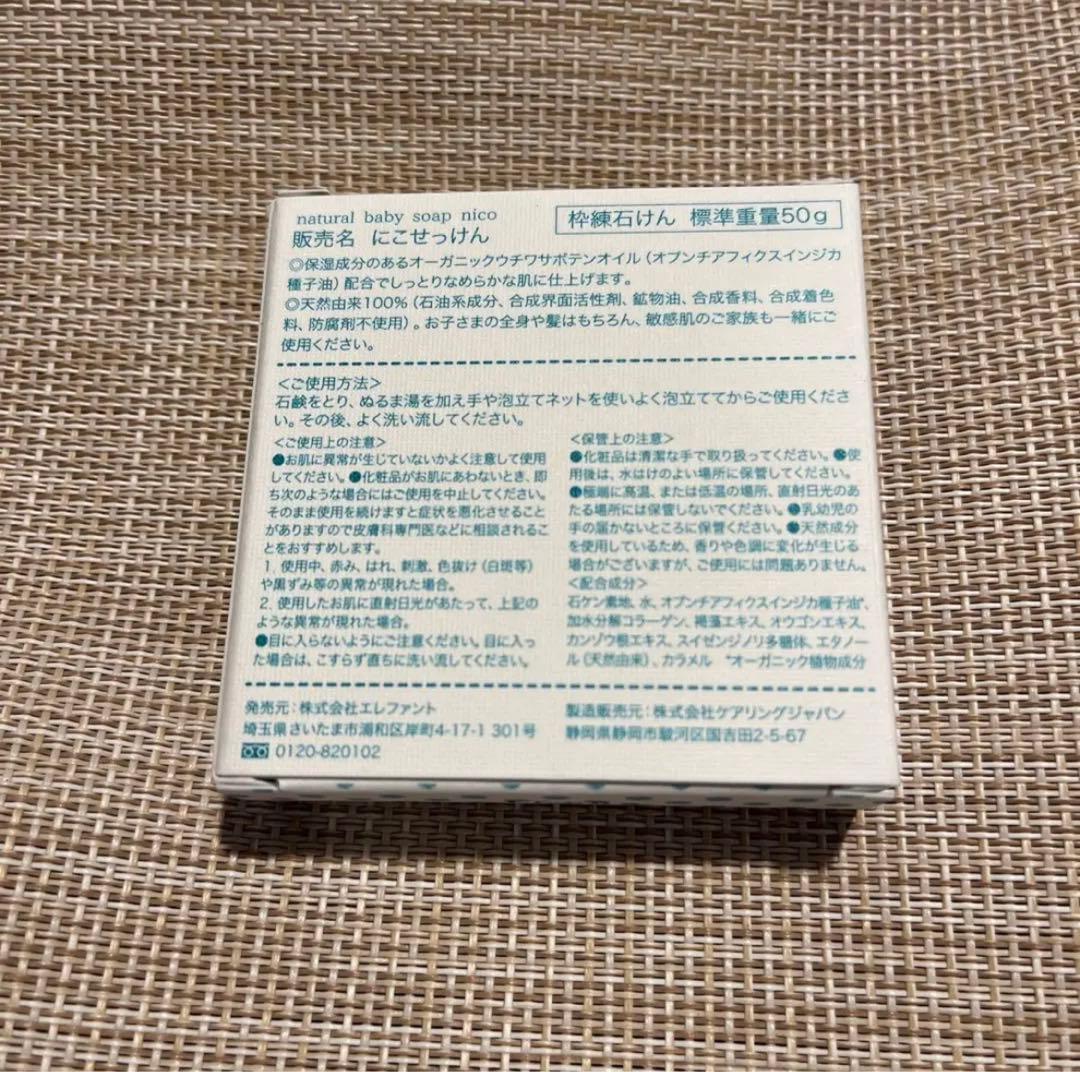 natural baby soap nico
販売名 にこせっけん
枠練石けん 標準重量50g
◎保湿成分のあるオーガニックウチワサボテンオイル（オプンチアフィクスインジカ
種子油）配合でしっとりなめらかな肌に仕上げます。
◎天然由来100%（石油系成分、合成界面活性剤、鉱物油、合成香料、合成着色
料、防腐剤不使用）。お子さまの全身や髪はもちろん、敏感肌のご家族も一緒にご
使用ください。
＜ご使用方法＞
石鹸をとり、ぬるま湯を加え手や泡立てネットを使いよく泡立ててからご使用くださ
い。その後、よく洗い流してください。
＜ご使用上の注意＞
●お肌に異常が生じていないかよく注意して使用
してください。●化粧品がお肌にあわないとき、即
ち次のような場合にはご使用を中止してください。
そのまま使用を続けますと症状を悪化させること
がありますので皮膚科専門医などに相談されるこ
とをおすすめします。
1. 使用中、赤み、はれ、刺激、色抜け（白斑等）
や黒ずみ等の異常が現れた場合。
2. 使用したお肌に直射日光があたって、上記の
ような異常が現れた場合。
●目に入らないようにご注意ください。目に入っ
た場合は、こすらず直ちに洗い流してください。
＜保管上の注意＞
●化粧品は清潔な手で取り扱ってください。●使
用後は、水はけのよい場所に保管してください。
●極端に高温、または低温の場所、直射日光のあ
たる場所には保管しないでください。●乳幼児の
手の届かないところに保管ください。●天然成分
を使用しているため、香りや色調に変化が生じる
場合がございますが、ご使用には問題ありません。
＜配合成分＞
石ケン素地、水、オプンチアフィクスインジカ種子油*、
加水分解コラーゲン、褐藻エキス、オウゴンエキス、
カンゾウ根エキス、スイゼンジノリ多糖体、エタノー
ル（天然由来）、カラメル *オーガニック植物成分
発売元：株式会社エレファント
埼玉県さいたま市浦和区岸町4-17-1 301号
0120-820102
製造販売元：株式会社ケアリングジャパン
静岡県静岡市駿河区国吉田2-5-67